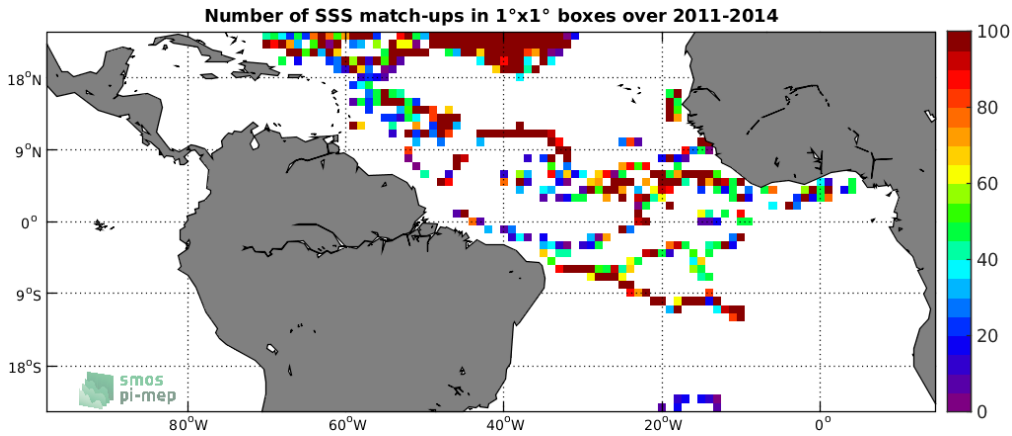 Number of SSS match-ups in 1°x1° boxes over 2011-2014
100
80
60
40
20
0
18°N
9°N
0°
9°S
18°S
smos
pi-mep
80°W
60°W
40°W
20°W
0°